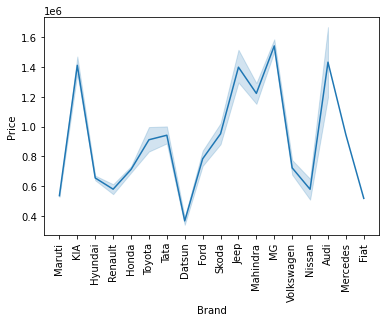 1e6
1.6
1.4
1.2
1.0
0.8
0.6
0.4
Price
Maruti
KIA
Hyundai
Renault
Honda
Toyota
Tata
Datsun
Ford
Skoda
Jeep
Mahindra
MG
Volkswagen
Nissan
Audi
Mercedes
Fiat
Brand